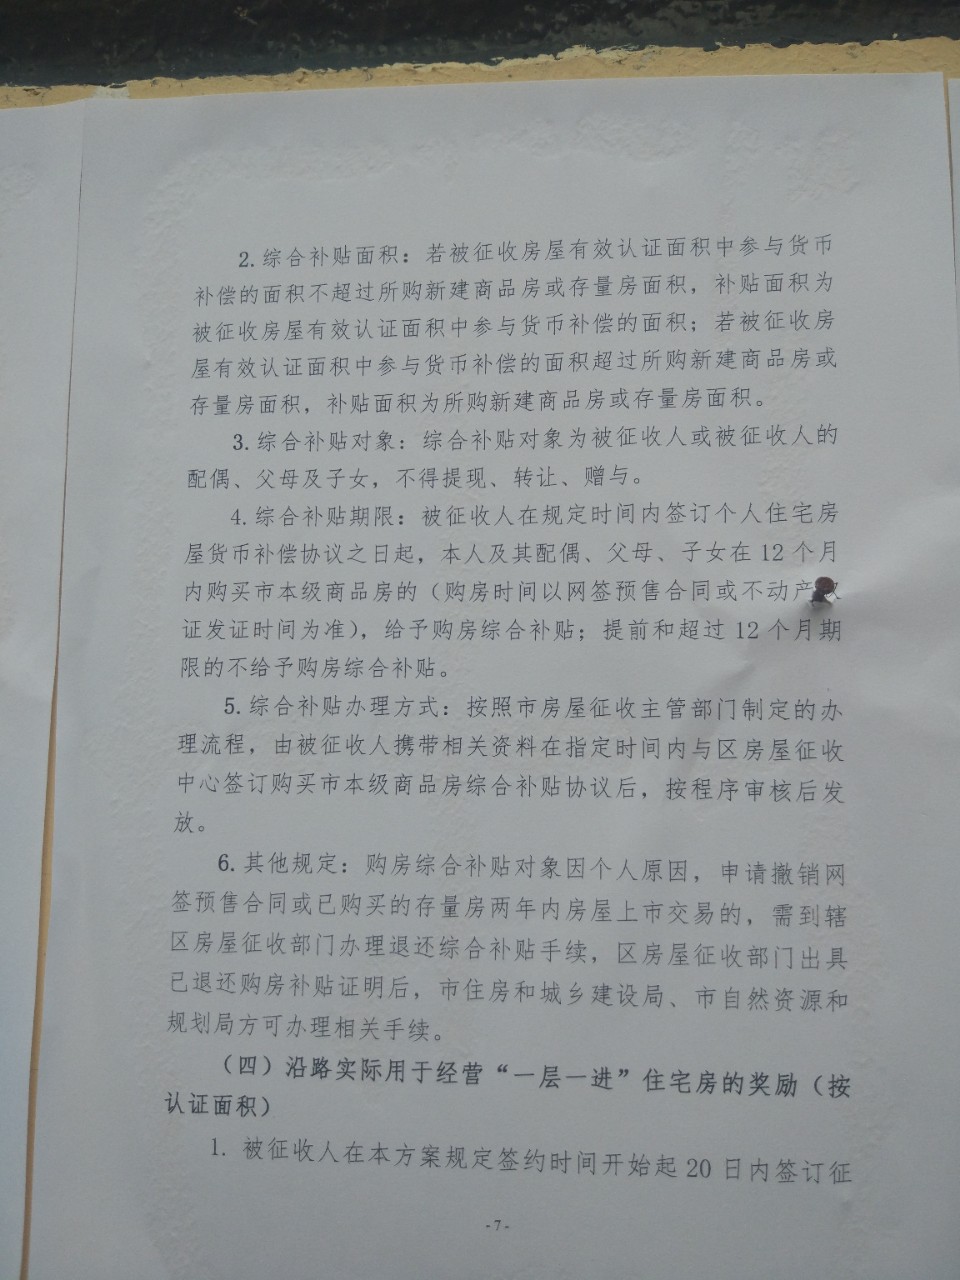 2. 综合补贴面积：若被征收房屋有效认证面积中参与货币
补偿的面积不超过所购新建商品房或存量房面积，补贴面积为
被征收房屋有效认证面积中参与货币补偿的面积；若被征收房
屋有效认证面积中参与货币补偿的面积超过所购新建商品房或
存量房面积，补贴面积为所购新建商品房或存量房面积。
3. 综合补贴对象：综合补贴对象为被征收人或被征收人的
配偶、父母及子女，不得提现、转让、赠与。
4. 综合补贴期限：被征收人在规定时间内签订个人住宅房
屋货币补偿协议之日起，本人及其配偶、父母、子女在 12 个月
内购买市本级商品房的（购房时间以网签预售合同或不动产
证发证时间为准），给予购房综合补贴；提前和超过 12 个月期
限的不给予购房综合补贴。
5. 综合补贴办理方式：按照市房屋征收主管部门制定的办
理流程，由被征收人携带相关资料在指定时间内与区房屋征收
中心签订购买市本级商品房综合补贴协议后，按程序审核后发
放。
6. 其他规定：购房综合补贴对象因个人原因，申请撤销网
签预售合同或已购买的存量房两年内房屋上市交易的，需到辖
区房屋征收部门办理退还综合补贴手续，区房屋征收部门出具
已退还购房补贴证明后，市住房和城乡建设局、市自然资源和
规划局方可办理相关手续。
（四）沿路实际用于经营“一层一进”住宅房的奖励（按
认证面积）
1. 被征收人在本方案规定签约时间开始起 20 日内签订征
- 7 -